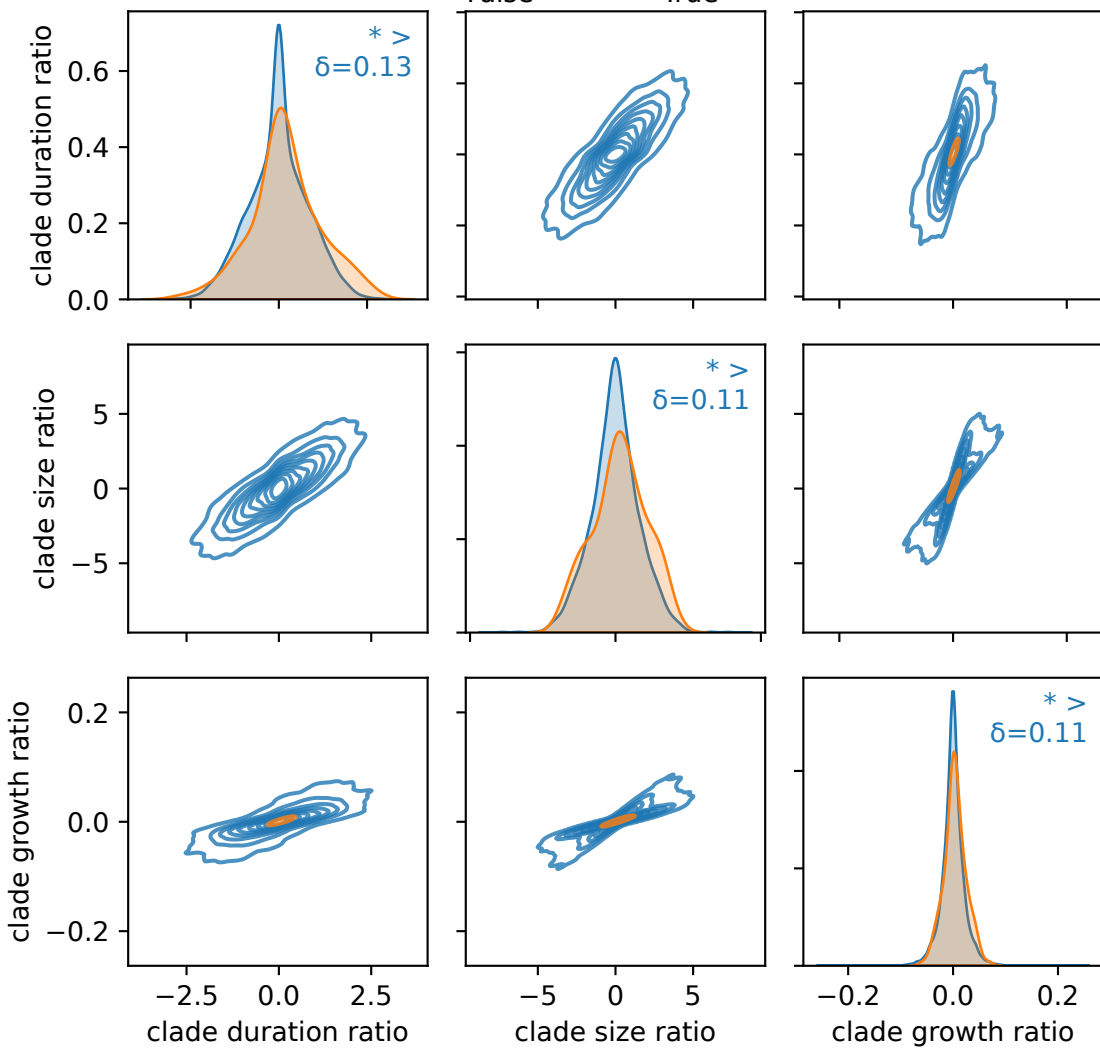 clade duration ratio
0.6
0.4
0.2
0.0
* >
δ=0.13
clade size ratio
5
0
−5
* >
δ=0.11
clade growth ratio
0.2
0.0
−0.2
* >
δ=0.11
−2.5 0.0 2.5
−5 0 5
−0.2 0.0 0.2
clade duration ratio
clade size ratio
clade growth ratio